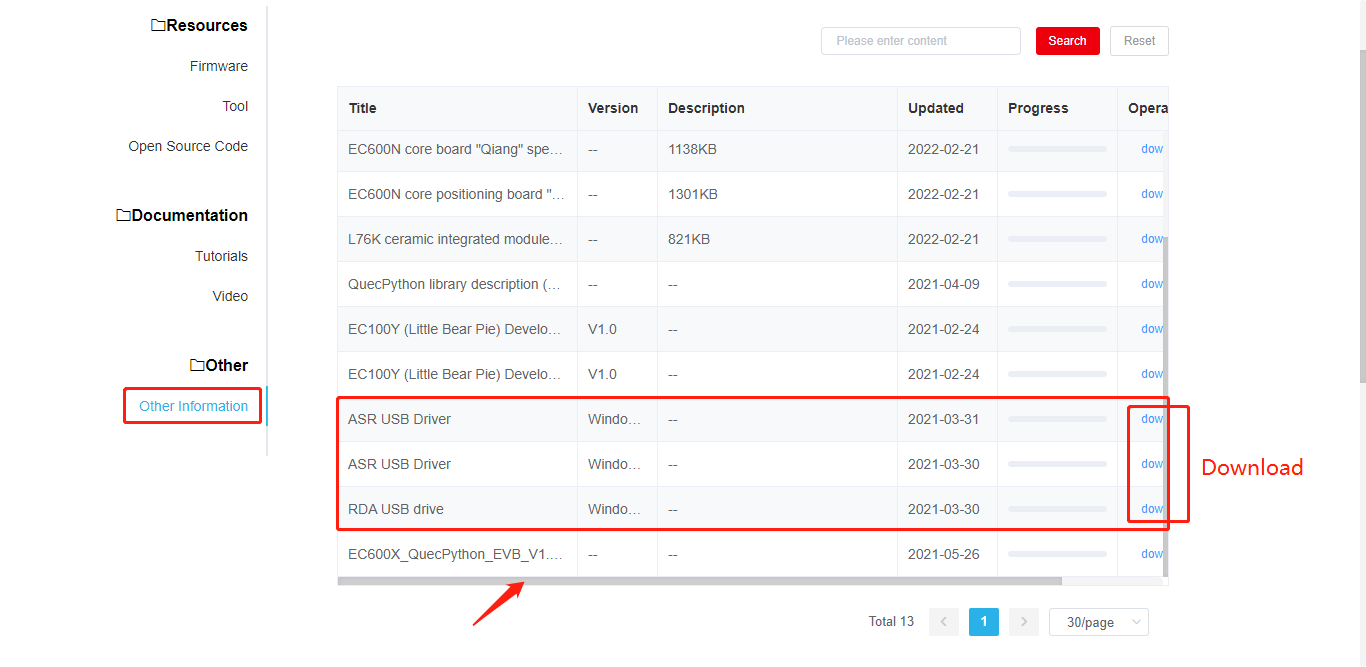 Resources
Firmware
Tool
Open Source Code
Documentation
Tutorials
Video
Other
Other Information
Please enter content
Search
Reset
Title Version Description Updated Progress Opera
EC600N core board "Qiang" spe... -- 1138KB 2022-02-21 dow
EC600N core positioning board "... -- 1301KB 2022-02-21 dow
L76K ceramic integrated module... -- 821KB 2022-02-21 dow
QuecPython library description (... -- -- 2021-04-09 dow
EC100Y (Little Bear Pie) Develo... V1.0 -- 2021-02-24 dow
EC100Y (Little Bear Pie) Develo... V1.0 -- 2021-02-24 dow
ASR USB Driver Windo... -- 2021-03-31 dow
ASR USB Driver Windo... -- 2021-03-30 dow
RDA USB drive Windo... -- 2021-03-30 dow
EC600X_QuecPython_EVB_V1.... -- -- 2021-05-26 dow
Download
Total 13 < 1 > 30/page